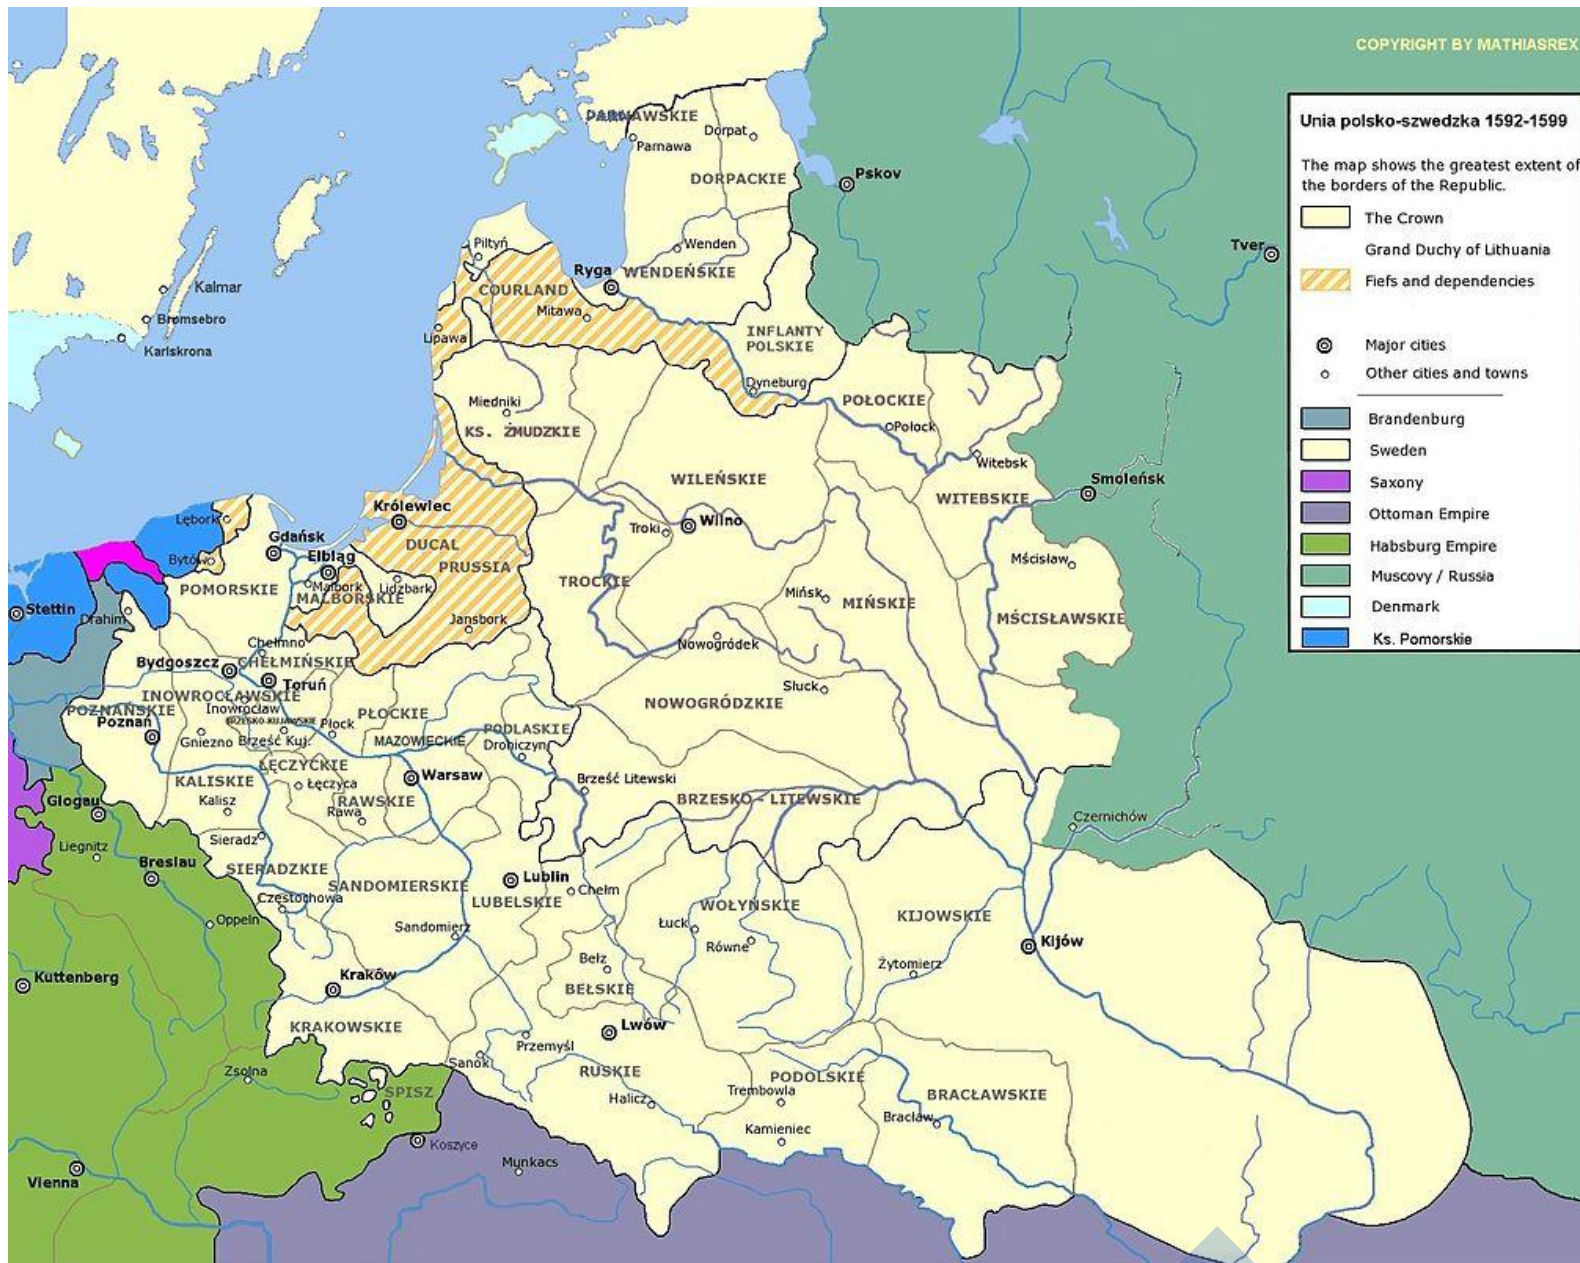 COPYRIGHT BY MATHIASREX
Unia polsko-szwedzka 1592-1599
The map shows the greatest extent of
the borders of the Republic.
The Crown
Grand Duchy of Lithuania
Fiefs and dependencies
Major cities
Other cities and towns
Brandenburg
Sweden
Saxony
Ottoman Empire
Habsburg Empire
Muscovy / Russia
Denmark
Ks. Pomorskie
PARNAWSKIE
Parnawa
Dorpat
DORPACKIE
Pskov
Tver
Piltyń
Wenden
Ryga
WENDEŃSKIE
COURLAND
Mitawa
Kalmar
Bromsebro
Karlskrona
Lipawa
INFLANTY
POLSKIE
Dyneburg
Miedniki
KS. ŻMUDZKIE
POŁOCKIE
Połock
Witebsk
WILEŃSKIE
WITEBSKIE
Smoleńsk
Królewiec
Lębork
Gdańsk
Troki
Wilno
DUCAL
PRUSSIA
Bytów
Elbląg
Mścisław
POMORSKIE
Malbork
Lidzbark
MALBORSKIE
TROCKIE
Mińsk
MIŃSKIE
Stettin
Drahim
Jansbork
MŚCISŁAWSKIE
Chełmno
Nowogródek
Bydgoszcz
CHEŁMIŃSKIE
Toruń
Słuck
INOWROCŁAWSKIE
Inowrocław
POZNAŃSKIE
Poznań
BRZESKO-KUJAWSKIE
Płock
PŁOCKIE
NOWOGRÓDZKIE
Gniezno
Brześć Kuj.
MAZOWIECKIE
PODLASKIE
Drohiczyn
ŁĘCZYCKIE
Warsaw
Brześć Litewski
KALISKIE
Łęczyca
Glogau
Kalisz
RAWSKIE
Rawa
BRZESKO - LITEWSKIE
Czernichów
Sieradz
Liegnitz
Breslau
SIERADZKIE
SANDOMIERSKIE
Lublin
Chełm
LUBELSKIE
Częstochowa
WOŁYŃSKIE
KIJOWSKIE
Oppeln
Sandomierz
Łuck
Równe
Kijów
Bełz
Żytomierz
Kuttenberg
Kraków
BEŁSKIE
KRAKOWSKIE
Lwów
Przemyśl
Sanok
RUSKIE
Zsolna
SPISZ
Halicz
Trembowla
PODOLSKIE
BRACŁAWSKIE
Bracław
Kamieniec
Koszyce
Munkacs
Vienna